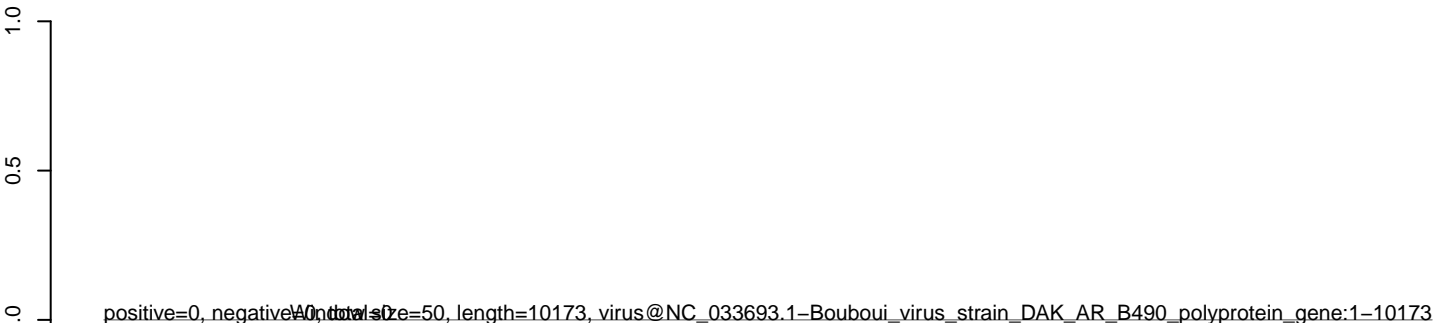 1.0
0.5
.0
positive=0, negative=0, total=0
Window size=50, length=10173, virus@NC_033693.1−Bouboui_virus_strain_DAK_AR_B490_polyprotein_gene:1−10173